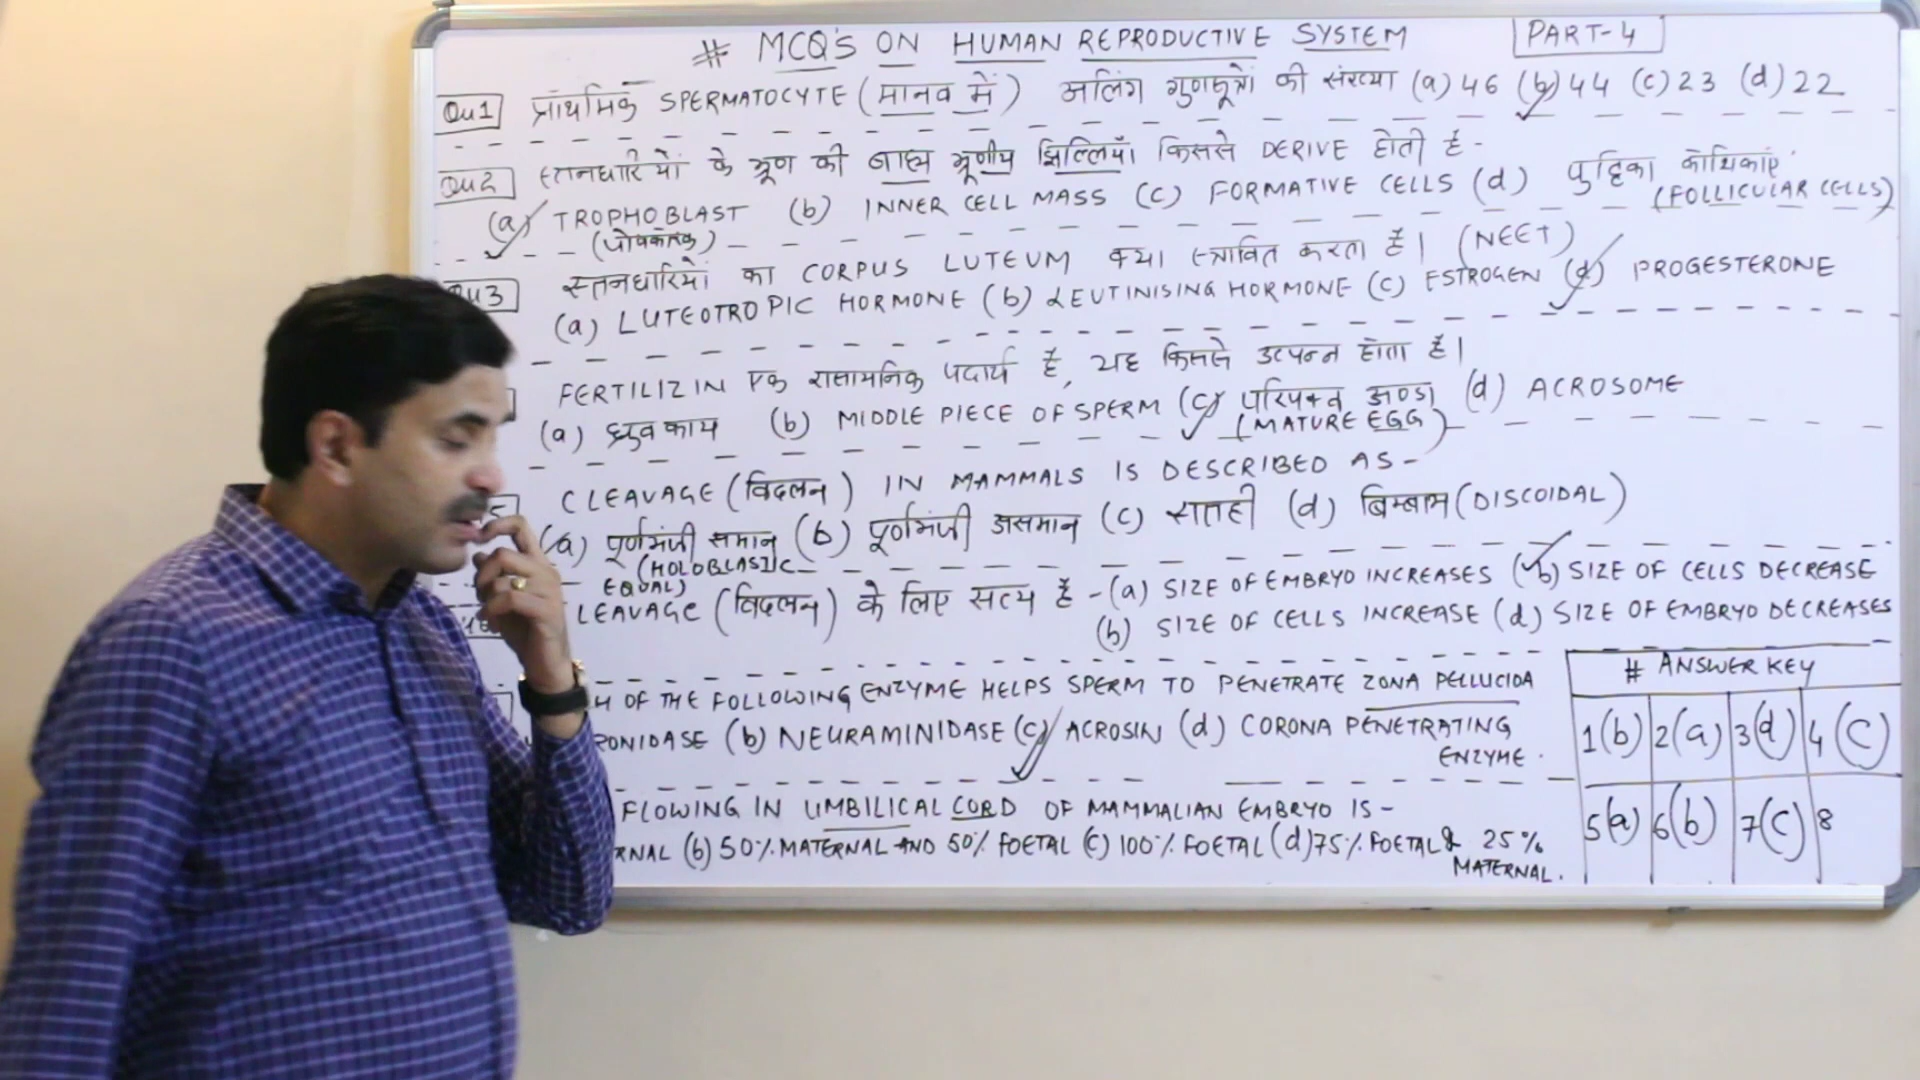 # MCQ'S ON HUMAN REPRODUCTIVE SYSTEM PART-4
Qu1 प्राथमिक SPERMATOCYTE (मानव में) अलिंग गुणसूत्रों की संख्या (a) 46 (b) 44 (c) 23 (d) 22
Qu2 स्तनधारियों के भ्रूण की बाह्य भ्रूणीय झिल्लियाँ किससे DERIVE होती है -
(a) TROPHOBLAST (b) INNER CELL MASS (c) FORMATIVE CELLS (d) पुट्टिका कोशिकाएं
(पोषकोरक) (FOLLICULAR CELLS)
Qu3 स्तनधारियों का CORPUS LUTEUM क्या स्त्रावित करता है। (NEET)
(a) LUTEOTROPIC HORMONE (b) LEUTINISING HORMONE (c) ESTROGEN (d) PROGESTERONE
FERTILIZIN एक रासायनिक पदार्थ है, यह किससे उत्पन्न होता है।
(a) ध्रुवकाय (b) MIDDLE PIECE OF SPERM (c) परिपक्व अण्डा (d) ACROSOME
(MATURE EGG)
5 CLEAVAGE (विदलन) IN MAMMALS IS DESCRIBED AS -
(a) पूर्णभंजी समान (b) पूर्णभंजी असमान (c) सतही (d) बिम्बाभ (DISCOIDAL)
(HOLOBLASTIC
EQUAL)
LEAVAGE (विदलन) के लिए सत्य है - (a) SIZE OF EMBRYO INCREASES (b) SIZE OF CELLS DECREASE
(b) SIZE OF CELLS INCREASE (d) SIZE OF EMBRYO DECREASES
H OF THE FOLLOWING ENZYME HELPS SPERM TO PENETRATE ZONA PELLUCIDA
RONIDASE (b) NEURAMINIDASE (c) ACROSIN (d) CORONA PENETRATING
ENZYME.
FLOWING IN UMBILICAL CORD OF MAMMALIAN EMBRYO IS -
RNAL (b) 50% MATERNAL AND 50% FOETAL (c) 100% FOETAL (d) 75% FOETAL & 25%
MATERNAL.
# ANSWER KEY
1(b) 2(a) 3(d) 4(C)
5(a) 6(b) 7(C) 8